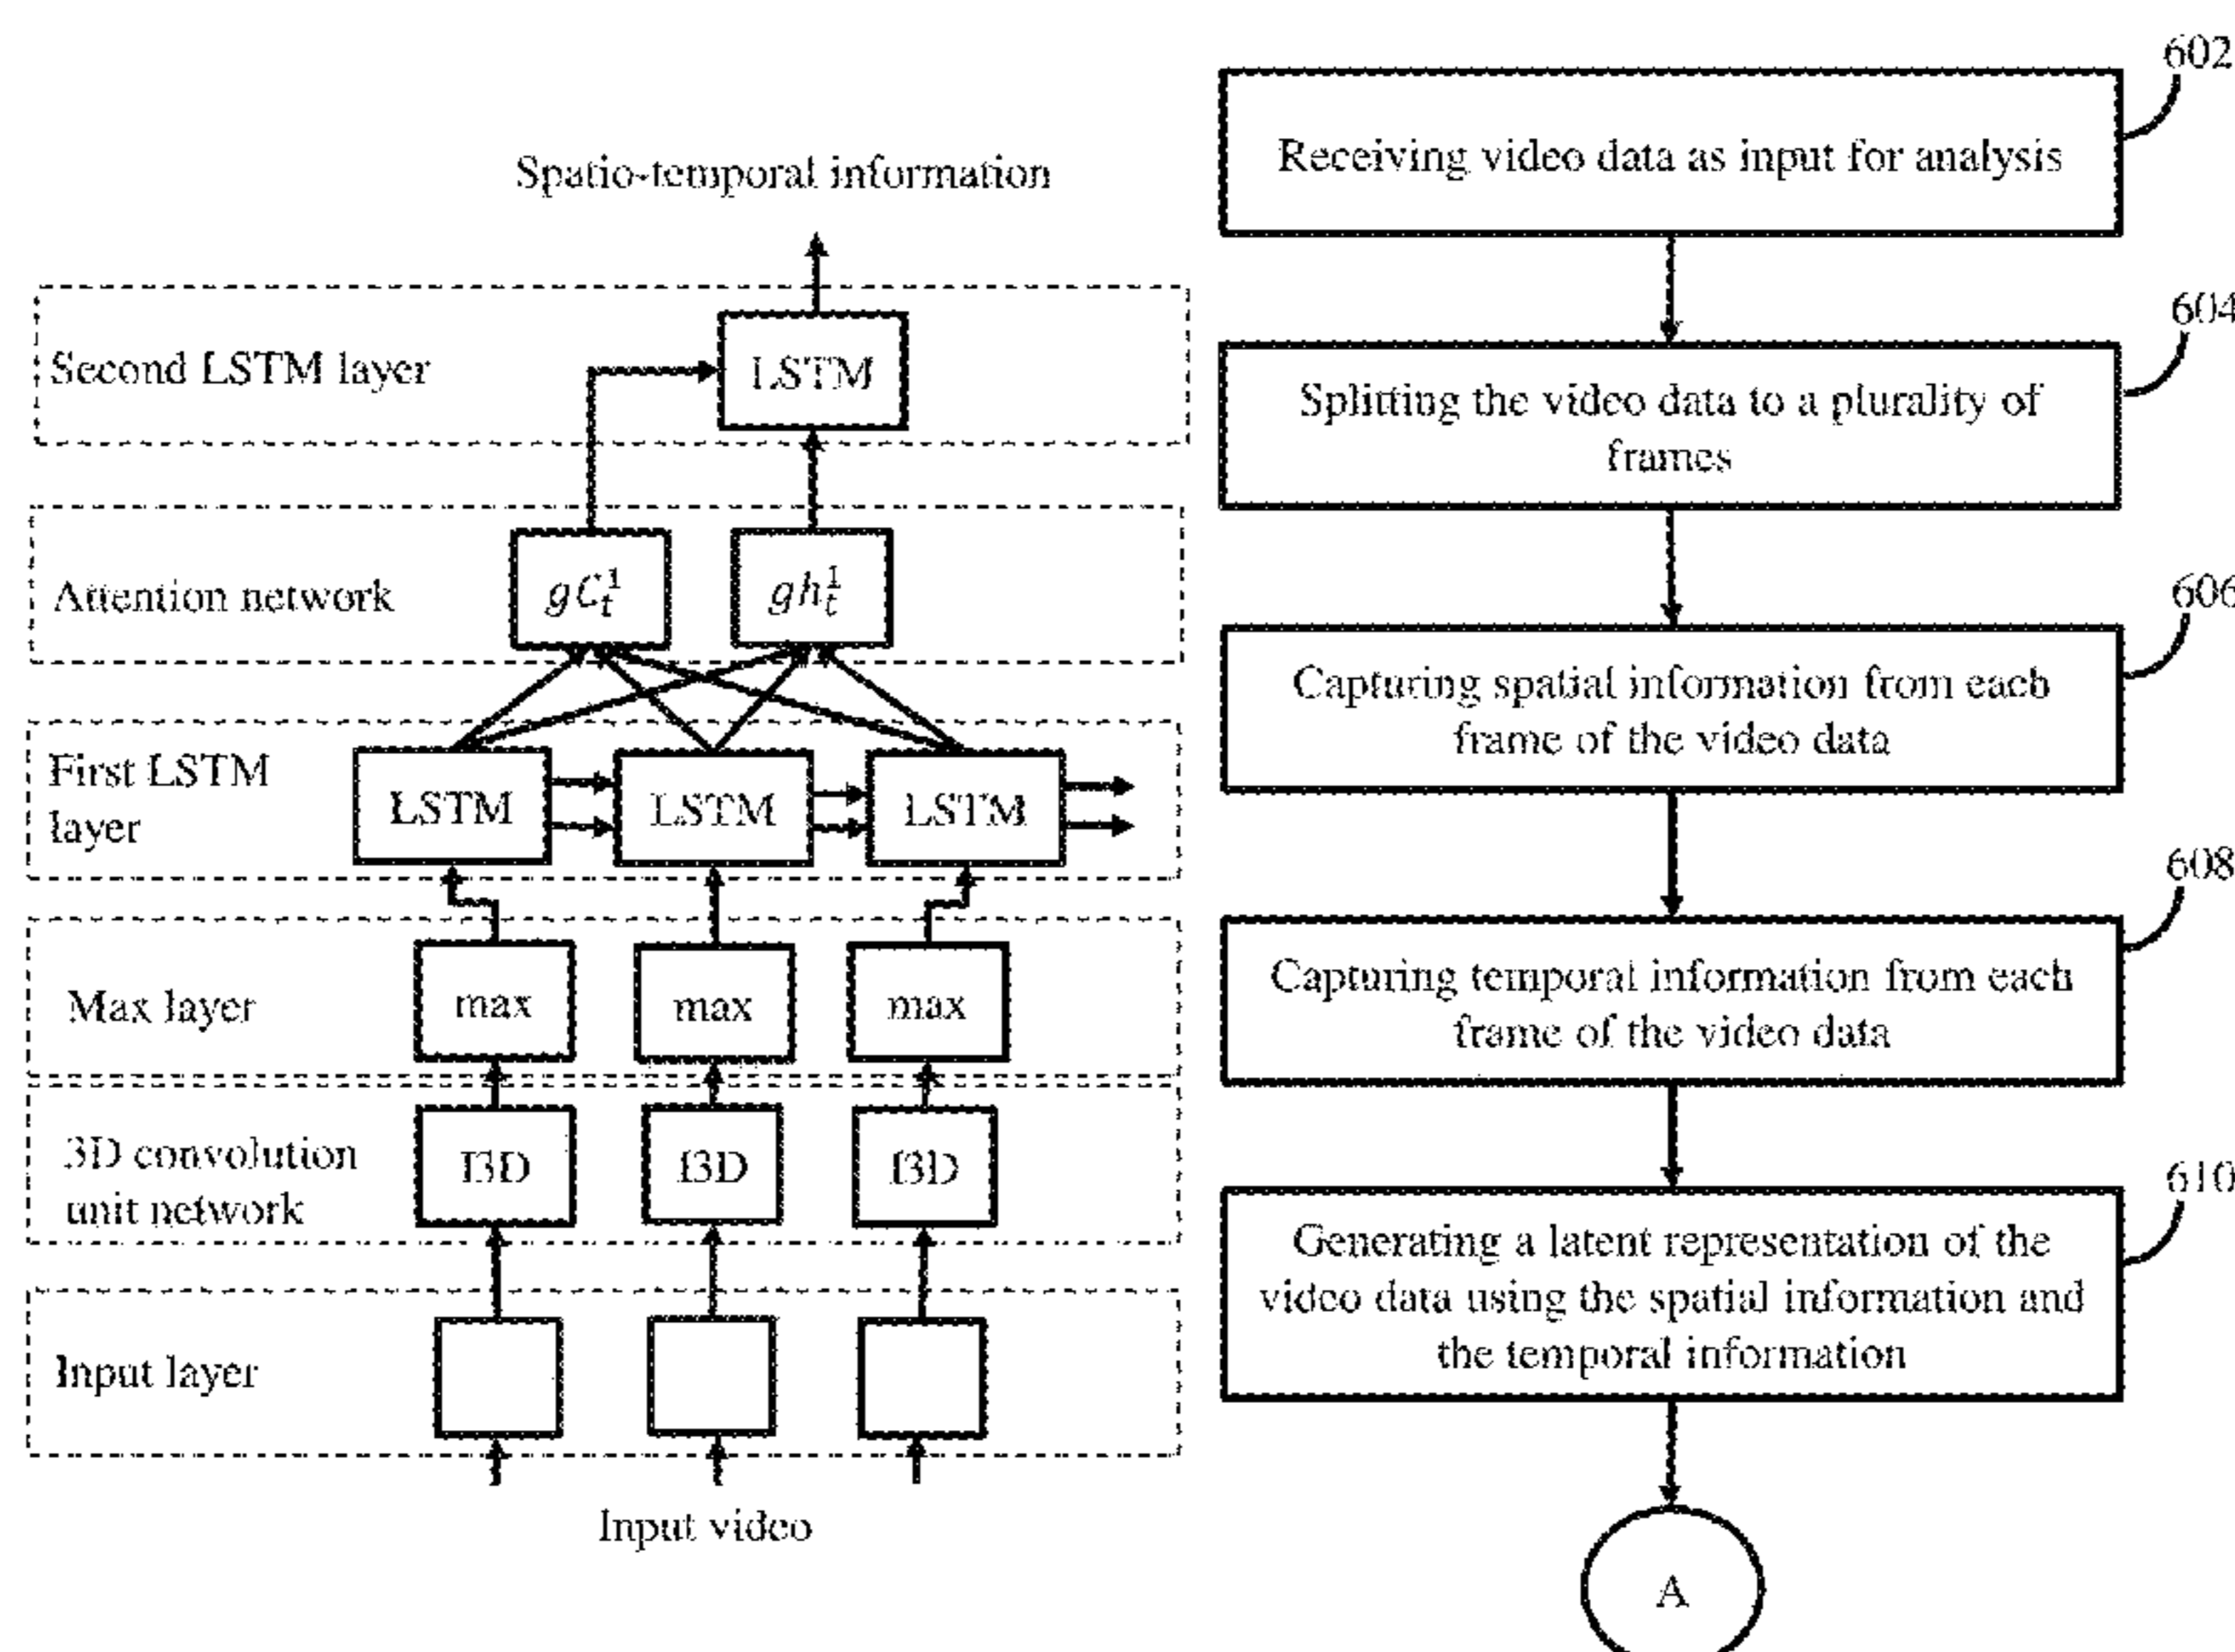 Spatio-temporal information
Second LSTM layer
LSTM
Attention network
gC_t^1
gh_t^1
First LSTM
layer
LSTM
LSTM
LSTM
Max layer
max
max
max
3D convolution
unit network
I3D
I3D
I3D
Input layer
Input video
602
Receiving video data as input for analysis
604
Splitting the video data to a plurality of
frames
606
Capturing spatial information from each
frame of the video data
608
Capturing temporal information from each
frame of the video data
610
Generating a latent representation of the
video data using the spatial information and
the temporal information
A